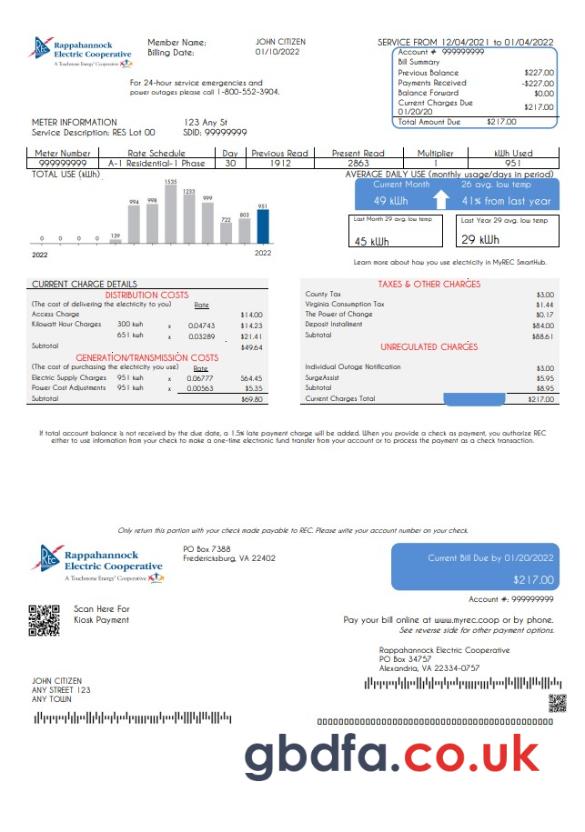 Rappahannock
Electric Cooperative
A Touchstone Energy® Cooperative
Member Name: JOHN CITIZEN
Billing Date: 01/10/2022
For 24-hour service emergencies and
power outages please call 1-800-552-3904.
SERVICE FROM 12/04/2021 to 01/04/2022
Account #: 999999999
Bill Summary
Previous Balance $227.00
Payments Received -$227.00
Balance Forward $0.00
Current Charges Due
01/20/20 $217.00
Total Amount Due $217.00
METER INFORMATION 123 Any St
Service Description: RES Lot 00 SDID: 99999999
Meter Number Rate Schedule Day Previous Read Present Read Multiplier kWh Used
999999999 A-1 Residential-1 Phase 30 1912 2863 1 951
TOTAL USE (kWh)
0 0 0 0 139 994 998 1535 1233 999 722 803 951
2022 2022
AVERAGE DAILY USE (monthly usage/days in period)
Current Month 26 avg. low temp
49 kWh 41% from last year
Last Month 29 avg. low temp
45 kWh
Last Year 29 avg. low temp
29 kWh
Learn more about how you use electricity in MyREC SmartHub.
CURRENT CHARGE DETAILS
DISTRIBUTION COSTS
(The cost of delivering the electricity to you) Rate
Access Charge $14.00
Kilowatt Hour Charges 300 kwh x 0.04743 $14.23
651 kwh x 0.03289 $21.41
Subtotal $49.64
GENERATION/TRANSMISSION COSTS
(The cost of purchasing the electricity you use) Rate
Electric Supply Charges 951 kwh x 0.06777 $64.45
Power Cost Adjustments 951 kwh x 0.00563 $5.35
Subtotal $69.80
TAXES & OTHER CHARGES
County Tax $3.00
Virginia Consumption Tax $1.44
The Power of Change $0.17
Deposit Installment $84.00
Subtotal $88.61
UNREGULATED CHARGES
Individual Outage Notification $3.00
SurgeAssist $5.95
Subtotal $8.95
Current Charges Total $217.00
If total account balance is not received by the due date, a 1.5% late payment charge will be added. When you provide a check as payment, you authorize REC
either to use information from your check to make a one-time electronic fund transfer from your account or to process the payment as a check transaction.
Only return this portion with your check made payable to REC. Please write your account number on your check.
Rappahannock
Electric Cooperative
A Touchstone Energy® Cooperative
PO Box 7388
Fredericksburg, VA 22402
Current Bill Due by 01/20/2022
$217.00
Account #: 999999999
Scan Here For
Kiosk Payment
Pay your bill online at www.myrec.coop or by phone.
See reverse side for other payment options.
Rappahannock Electric Cooperative
PO Box 34757
Alexandria, VA 22334-0757
JOHN CITIZEN
ANY STREET 123
ANY TOWN
gbdfa.co.uk